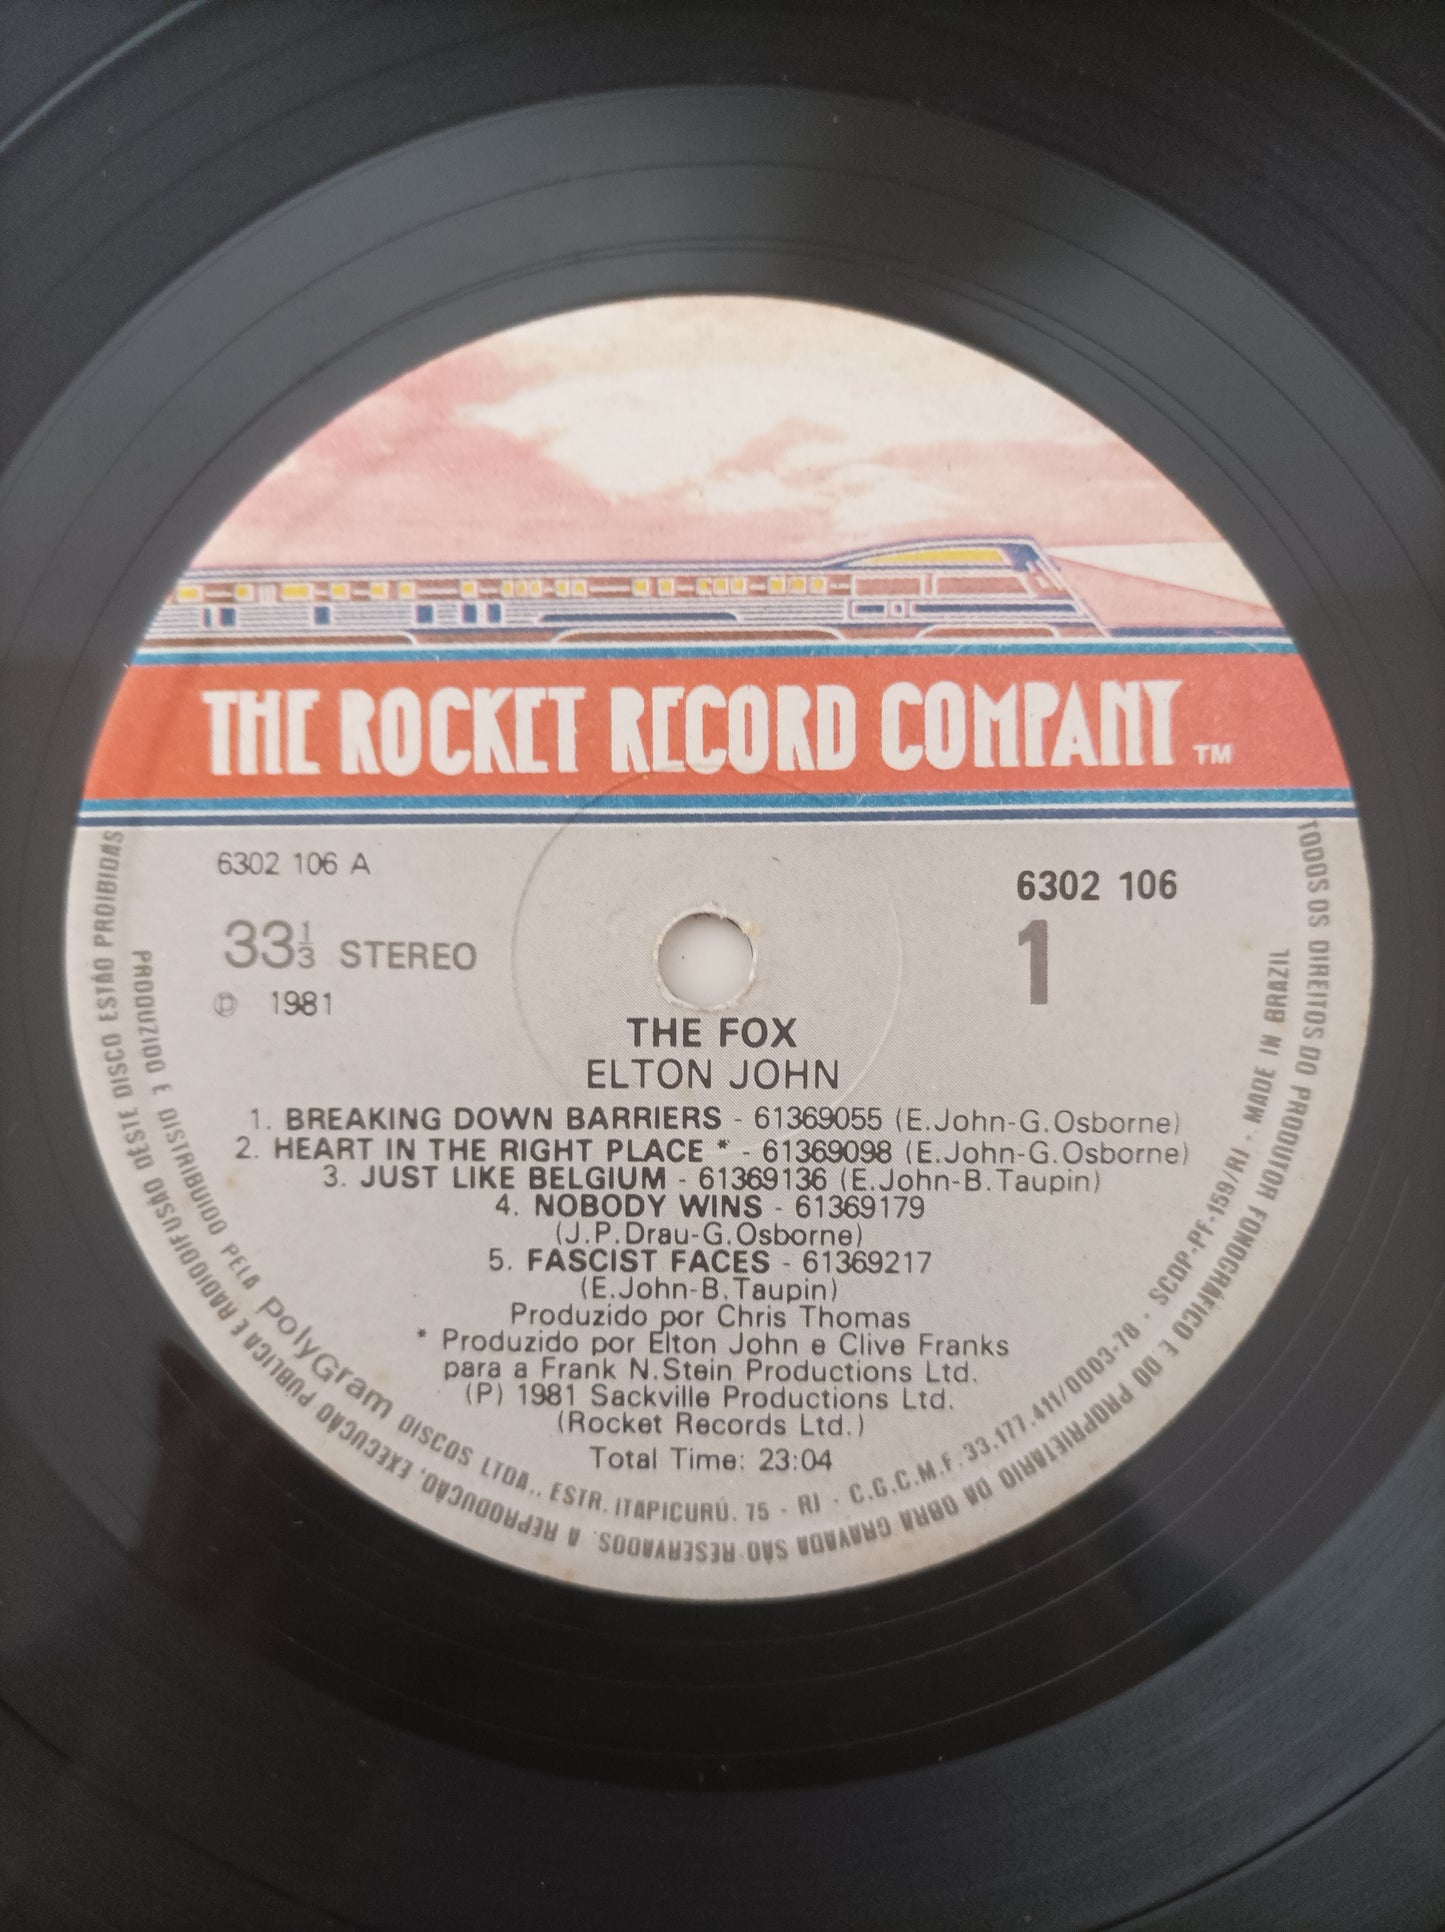 THE ROCKET RECORD COMPANY TM
6302 106 A
6302 106
33⅓ STEREO
1
Ⓟ 1981
THE FOX
ELTON JOHN
1. BREAKING DOWN BARRIERS - 61369055 (E.John-G.Osborne)
2. HEART IN THE RIGHT PLACE * - 61369098 (E.John-G.Osborne)
3. JUST LIKE BELGIUM - 61369136 (E.John-B.Taupin)
4. NOBODY WINS - 61369179
(J.P.Drau-G.Osborne)
5. FASCIST FACES - 61369217
(E.John-B.Taupin)
Produzido por Chris Thomas
* Produzido por Elton John e Clive Franks
para a Frank N.Stein Productions Ltd.
(P) 1981 Sackville Productions Ltd.
(Rocket Records Ltd.)
Total Time: 23:04
PRODUZIDO E DISTRIBUIDO PELA PolyGram DISCOS LTDA., ESTR. ITAPICURÚ, 75 - RJ - C.G.C.M.F. 33.177.411/0003-78 - SCDP-PF-159/RJ - MADE IN BRAZIL
TODOS OS DIREITOS DO PRODUTOR FONOGRÁFICO E DO PROPRIETÁRIO DA OBRA GRAVADA SÃO RESERVADOS. A REPRODUÇÃO, EXECUÇÃO PÚBLICA E RADIODIFUSÃO DESTE DISCO ESTÃO PROIBIDAS